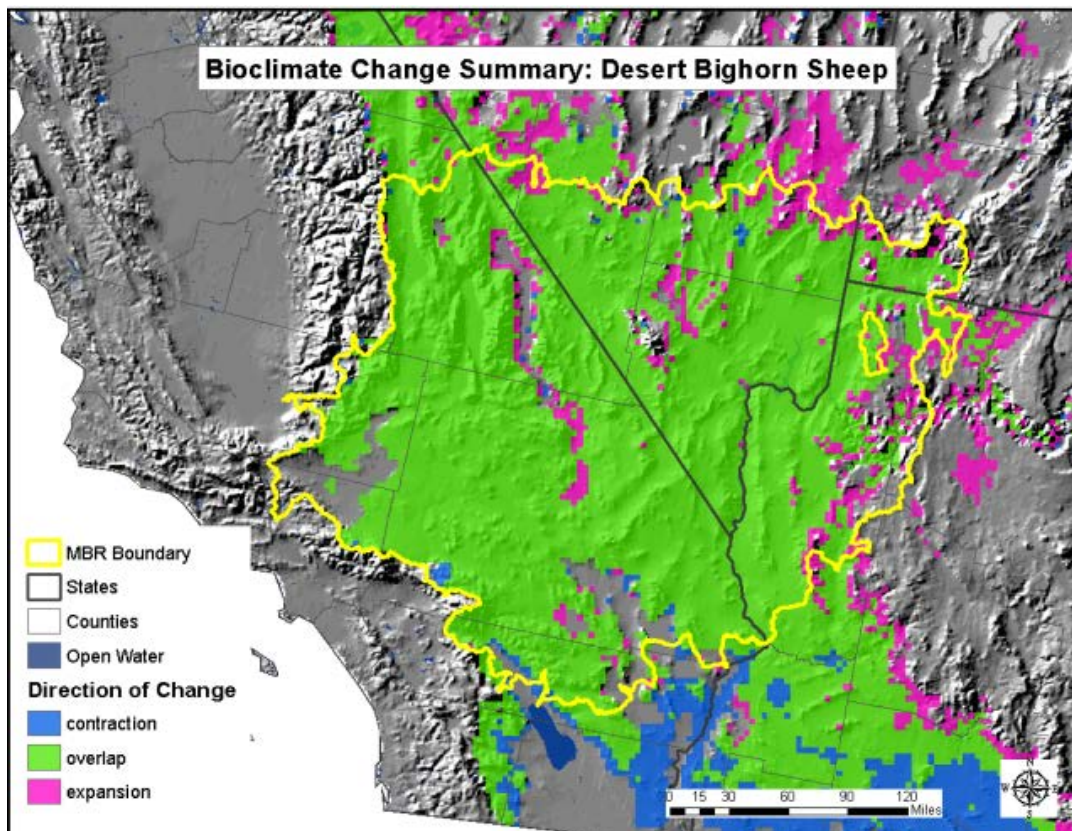 Bioclimate Change Summary: Desert Bighorn Sheep
MBR Boundary
States
Counties
Open Water
Direction of Change
contraction
overlap
expansion
N
W E
S
0 15 30 60 90 120
Miles